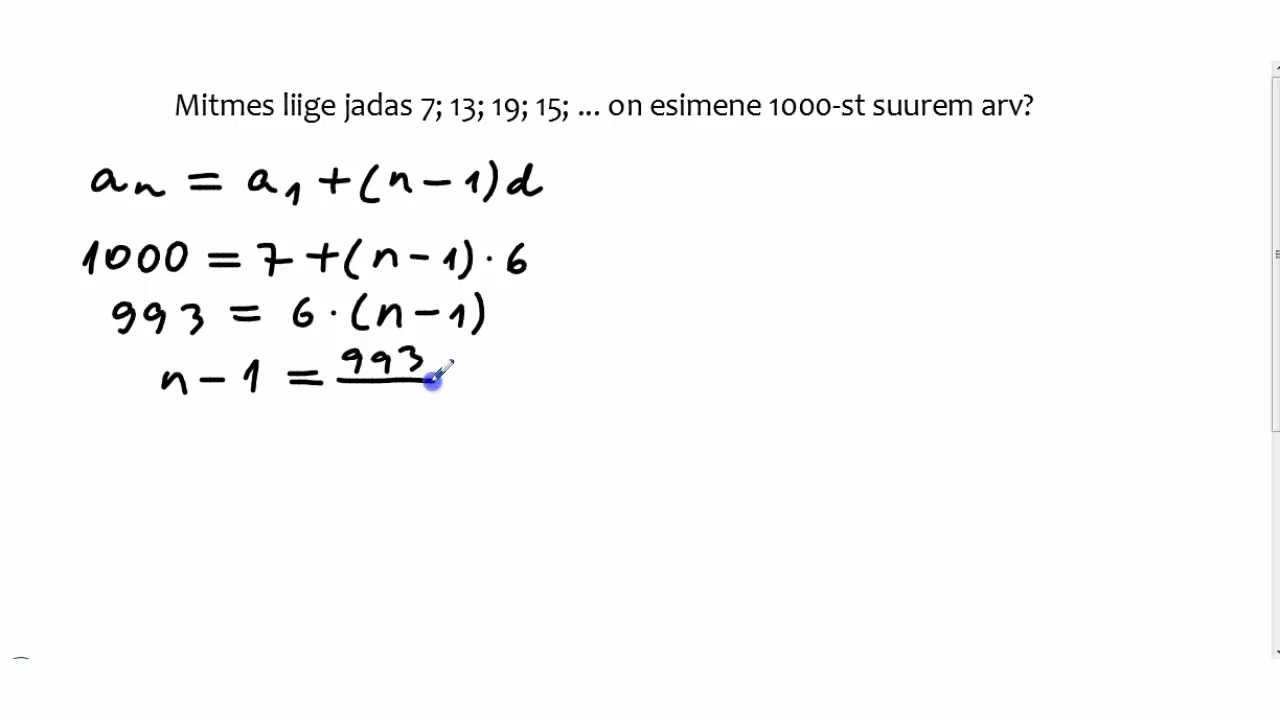 Mitmes liige jadas 7; 13; 19; 15; ... on esimene 1000-st suurem arv?
aₙ = a₁ + (n − 1)d
1000 = 7 + (n − 1) · 6
993 = 6 · (n − 1)
n − 1 = 993